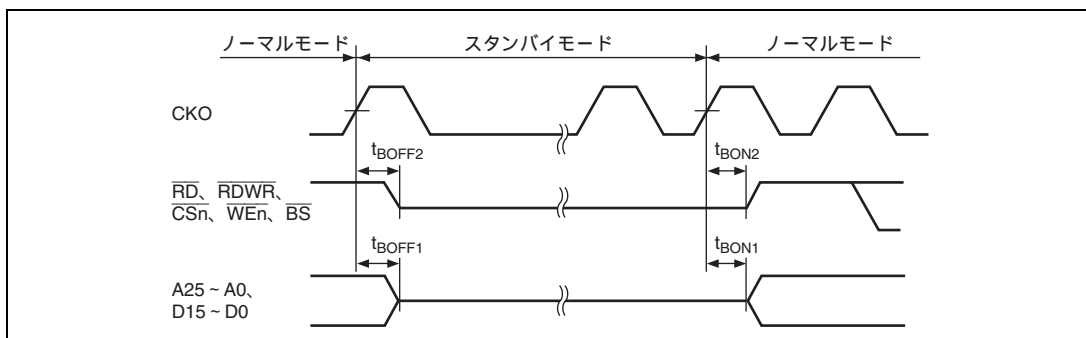 ノーマルモード スタンバイモード ノーマルモード
CKO
tBOFF2 tBON2
RD、RDWR、
CSn、WEn、BS
tBOFF1 tBON1
A25 ~ A0、
D15 ~ D0